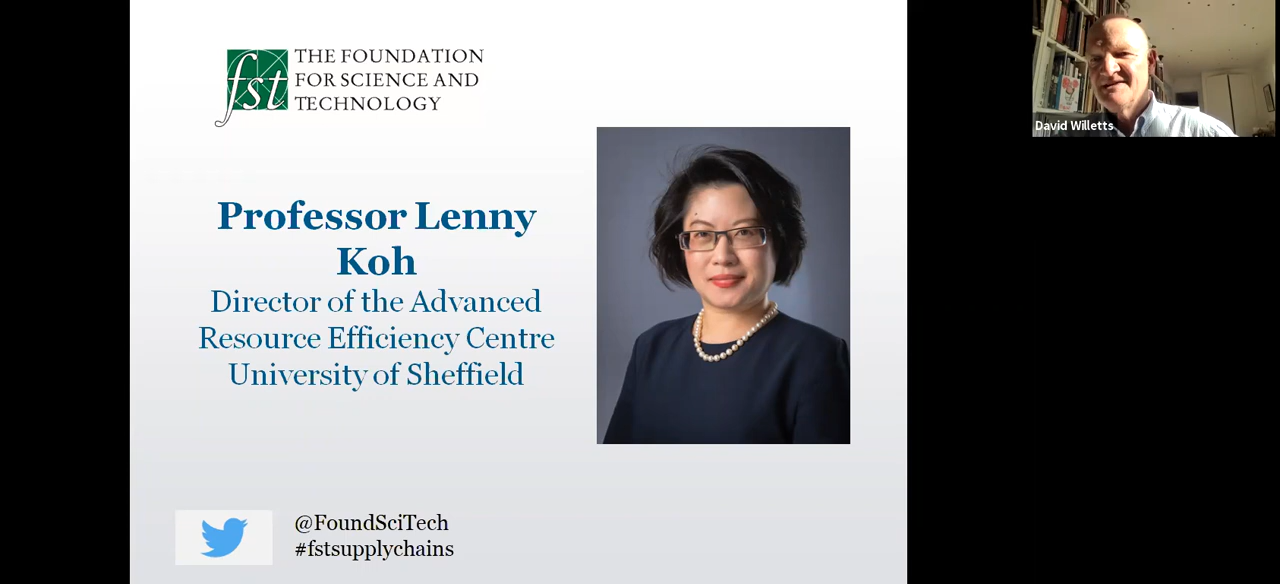 fst
THE FOUNDATION
FOR SCIENCE AND
TECHNOLOGY
Professor Lenny
Koh
Director of the Advanced
Resource Efficiency Centre
University of Sheffield
@FoundSciTech
#fstsupplychains
David Willetts